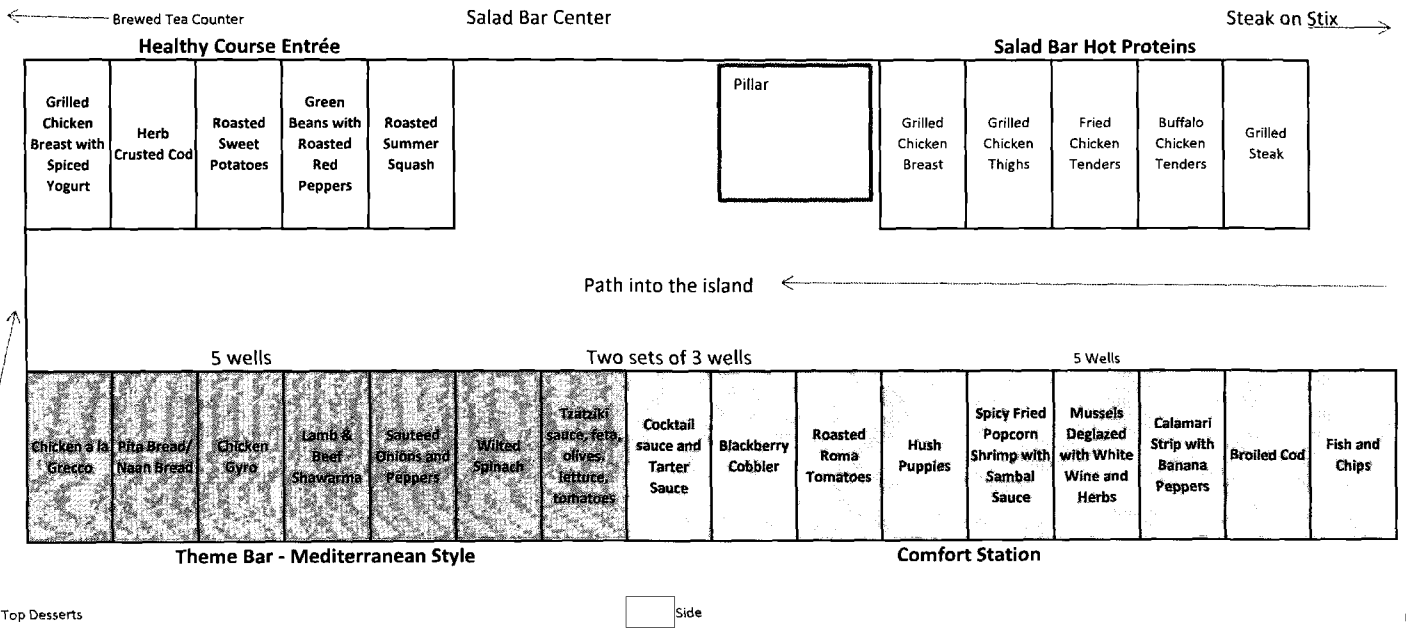 Brewed Tea Counter
Salad Bar Center
Steak on Stix
Healthy Course Entrée
Salad Bar Hot Proteins
Grilled
Chicken
Breast with
Spiced
Yogurt
Herb
Crusted Cod
Roasted
Sweet
Potatoes
Green
Beans with
Roasted
Red
Peppers
Roasted
Summer
Squash
Pillar
Grilled
Chicken
Breast
Grilled
Chicken
Thighs
Fried
Chicken
Tenders
Buffalo
Chicken
Tenders
Grilled
Steak
Path into the island
5 wells
Two sets of 3 wells
5 Wells
Chicken a la
Grecco
Pita Bread/
Naan Bread
Chicken
Gyro
Lamb &
Beef
Shawarma
Sauteed
Onions and
Peppers
Wilted
Spinach
Tzatziki
sauce, feta,
olives,
lettuce,
tomatoes
Cocktail
sauce and
Tarter
Sauce
Blackberry
Cobbler
Roasted
Roma
Tomatoes
Hush
Puppies
Spicy Fried
Popcorn
Shrimp with
Sambal
Sauce
Mussels
Deglazed
with White
Wine and
Herbs
Calamari
Strip with
Banana
Peppers
Broiled Cod
Fish and
Chips
Theme Bar - Mediterranean Style
Comfort Station
Top Desserts
Side